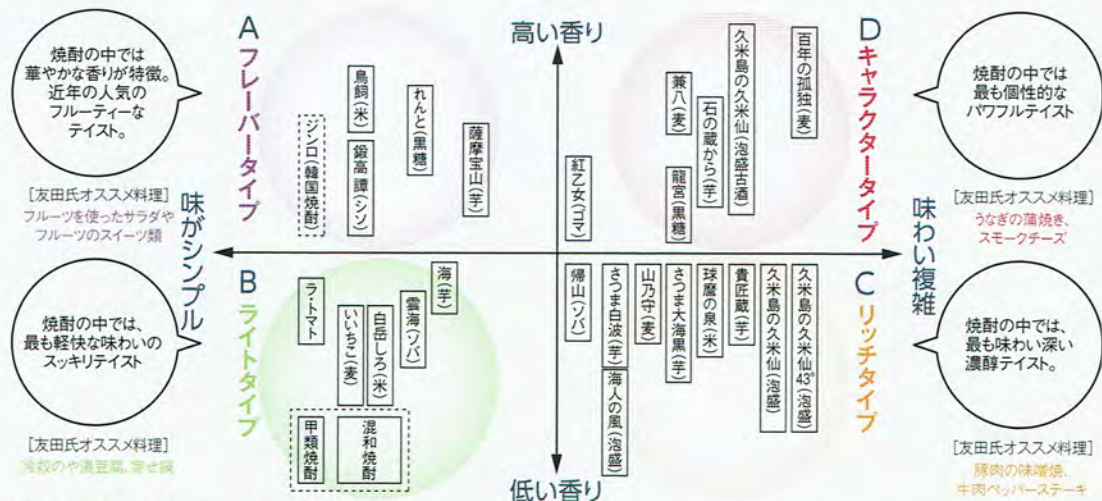 高い香り
低い香り
味がシンプル
味わい複雑
A フレーバータイプ
焼酎の中では
華やかな香りが特徴。
近年の人気の
フルーティーな
テイスト。
[友田氏オススメ料理]
フルーツを使ったサラダや
フルーツのスイーツ類
ジンロ(韓国焼酎)
鳥飼(米)
鍛高譚(シソ)
れんと(黒糖)
薩摩宝山(芋)
D キャラクタータイプ
焼酎の中では
最も個性的な
パワフルテイスト
[友田氏オススメ料理]
うなぎの蒲焼き、
スモークチーズ
紅乙女(ゴマ)
兼八(麦)
龍宮(黒糖)
石の蔵から(芋)
久米島の久米仙(泡盛古酒)
百年の孤独(麦)
B ライトタイプ
焼酎の中では、
最も軽快な味わいの
スッキリテイスト
[友田氏オススメ料理]
冷奴のや湯豆腐、寄せ鍋
ラ・トマト
いいちこ(麦)
白岳しろ(米)
雲海(ソバ)
海(芋)
甲類焼酎
混和焼酎
C リッチタイプ
焼酎の中では、
最も味わい深い
濃醇テイスト。
[友田氏オススメ料理]
豚肉の味噌焼、
牛肉ペッパーステーキ
帰山(ソバ)
さつま白波(芋)
海人の風(泡盛)
山乃守(麦)
さつま大海黒(芋)
球磨の泉(米)
貴匠蔵(芋)
久米島の久米仙(泡盛)
久米島の久米仙43°(泡盛)